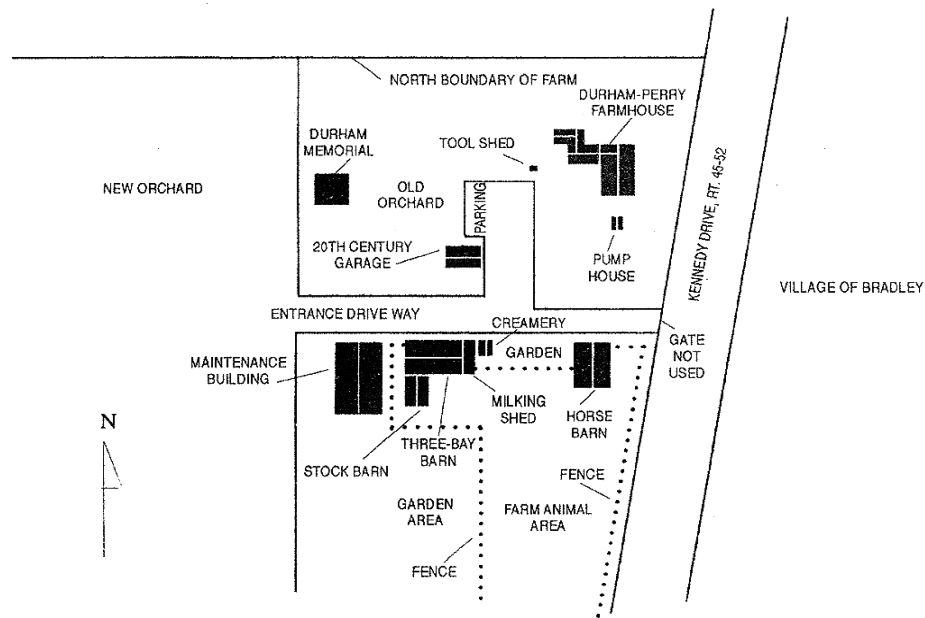 NORTH BOUNDARY OF FARM
DURHAM-PERRY
FARMHOUSE
DURHAM
MEMORIAL
TOOL SHED
NEW ORCHARD
OLD
ORCHARD
PARKING
KENNEDY DRIVE, RT. 45-52
20TH CENTURY
GARAGE
PUMP
HOUSE
VILLAGE OF BRADLEY
ENTRANCE DRIVE WAY
CREAMERY
GATE
NOT
USED
GARDEN
MAINTENANCE
BUILDING
MILKING
SHED
HORSE
BARN
N
THREE-BAY
BARN
STOCK BARN
FENCE
GARDEN
AREA
FARM ANIMAL
AREA
FENCE